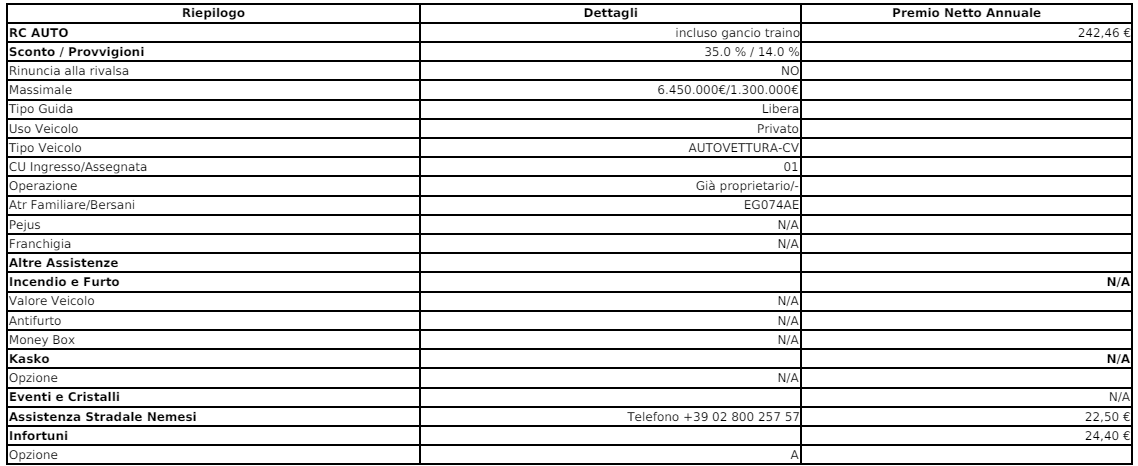 Riepilogo Dettagli Premio Netto Annuale
RC AUTO incluso gancio traino 242,46 €
Sconto / Provvigioni 35.0 % / 14.0 %
Rinuncia alla rivalsa NO
Massimale 6.450.000€/1.300.000€
Tipo Guida Libera
Uso Veicolo Privato
Tipo Veicolo AUTOVETTURA-CV
CU Ingresso/Assegnata 01
Operazione Già proprietario/-
Atr Familiare/Bersani EG074AE
Pejus N/A
Franchigia N/A
Altre Assistenze
Incendio e Furto N/A
Valore Veicolo N/A
Antifurto N/A
Money Box N/A
Kasko N/A
Opzione N/A
Eventi e Cristalli N/A
Assistenza Stradale Nemesi Telefono +39 02 800 257 57 22,50 €
Infortuni 24,40 €
Opzione A